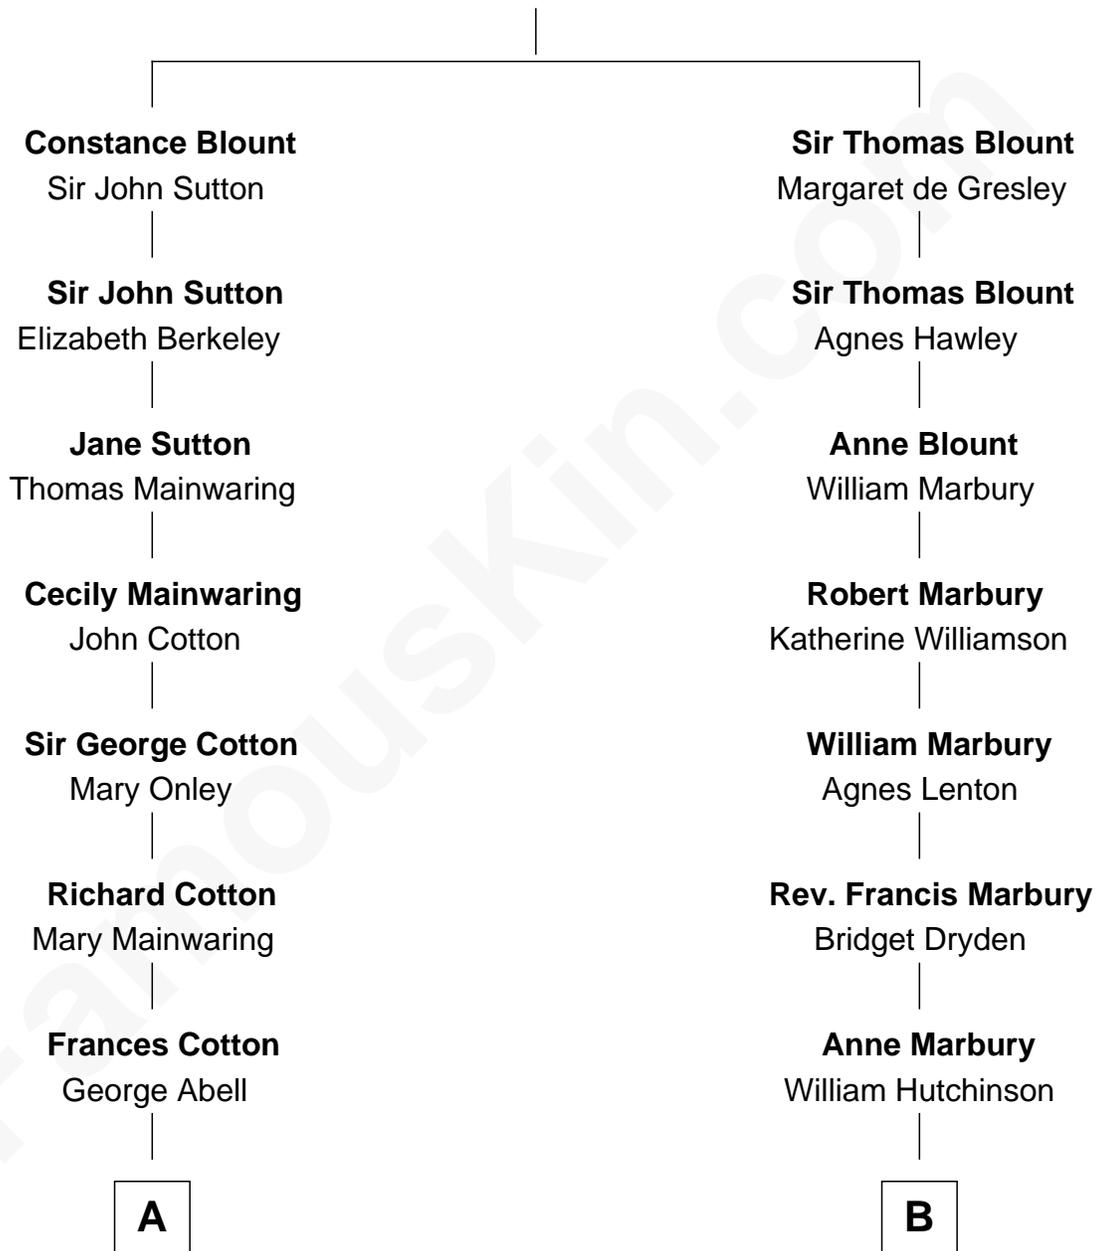 Constance Blount
Sir John Sutton
Sir John Sutton
Elizabeth Berkeley
Jane Sutton
Thomas Mainwaring
Cecily Mainwaring
John Cotton
Sir George Cotton
Mary Onley
Richard Cotton
Mary Mainwaring
Frances Cotton
George Abell
A
Sir Thomas Blount
Margaret de Gresley
Sir Thomas Blount
Agnes Hawley
Anne Blount
William Marbury
Robert Marbury
Katherine Williamson
William Marbury
Agnes Lenton
Rev. Francis Marbury
Bridget Dryden
Anne Marbury
William Hutchinson
B
FamousKin.com